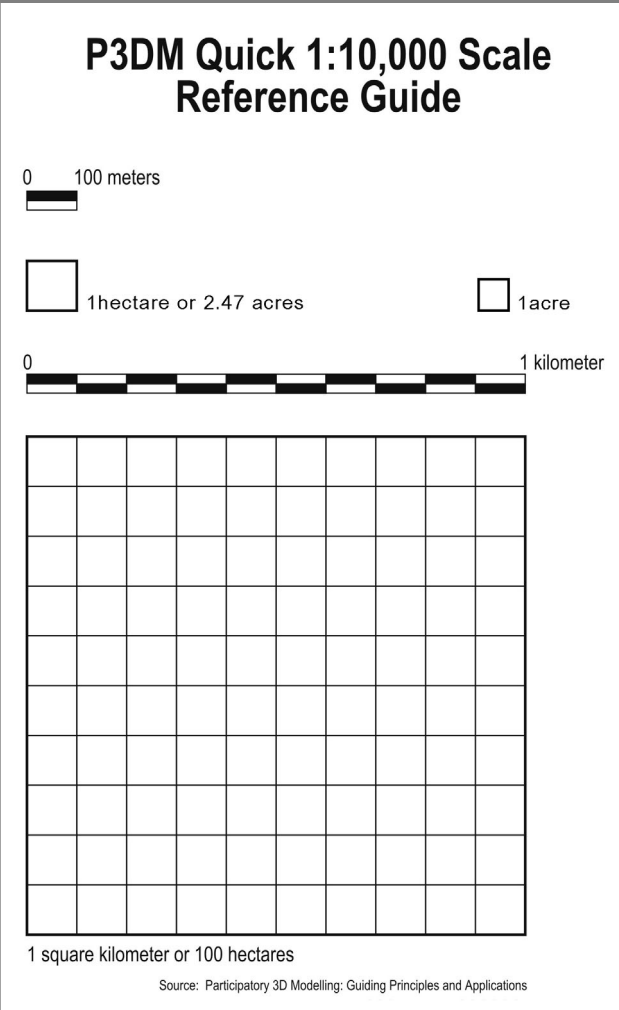 P3DM Quick 1:10,000 Scale
Reference Guide
0 100 meters
1hectare or 2.47 acres 1acre
0 1 kilometer
1 square kilometer or 100 hectares
Source: Participatory 3D Modelling: Guiding Principles and Applications